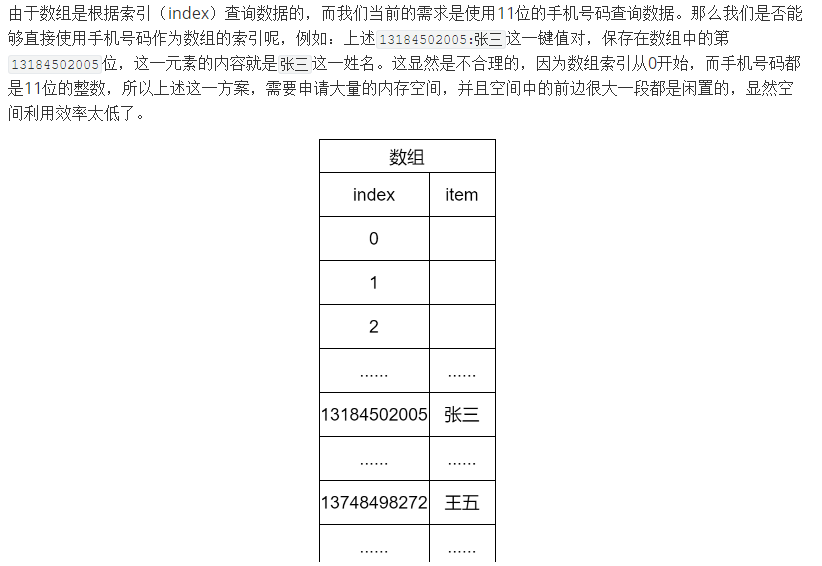 由于数组是根据索引（index）查询数据的，而我们当前的需求是使用11位的手机号码查询数据。那么我们是否能
够直接使用手机号码作为数组的索引呢，例如：上述13184502005:张三这一键值对，保存在数组中的第
13184502005位，这一元素的内容就是张三这一姓名。这显然是不合理的，因为数组索引从0开始，而手机号码都
是11位的整数，所以上述这一方案，需要申请大量的内存空间，并且空间中的前边很大一段都是闲置的，显然空
间利用效率太低了。
数组
index item
0
1
2
...... ......
13184502005 张三
...... ......
13748498272 王五
...... ......